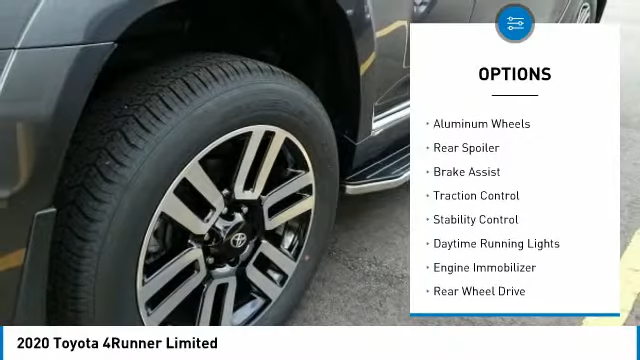 OPTIONS
Aluminum Wheels
Rear Spoiler
Brake Assist
Traction Control
Stability Control
Daytime Running Lights
Engine Immobilizer
Rear Wheel Drive
2020 Toyota 4Runner Limited